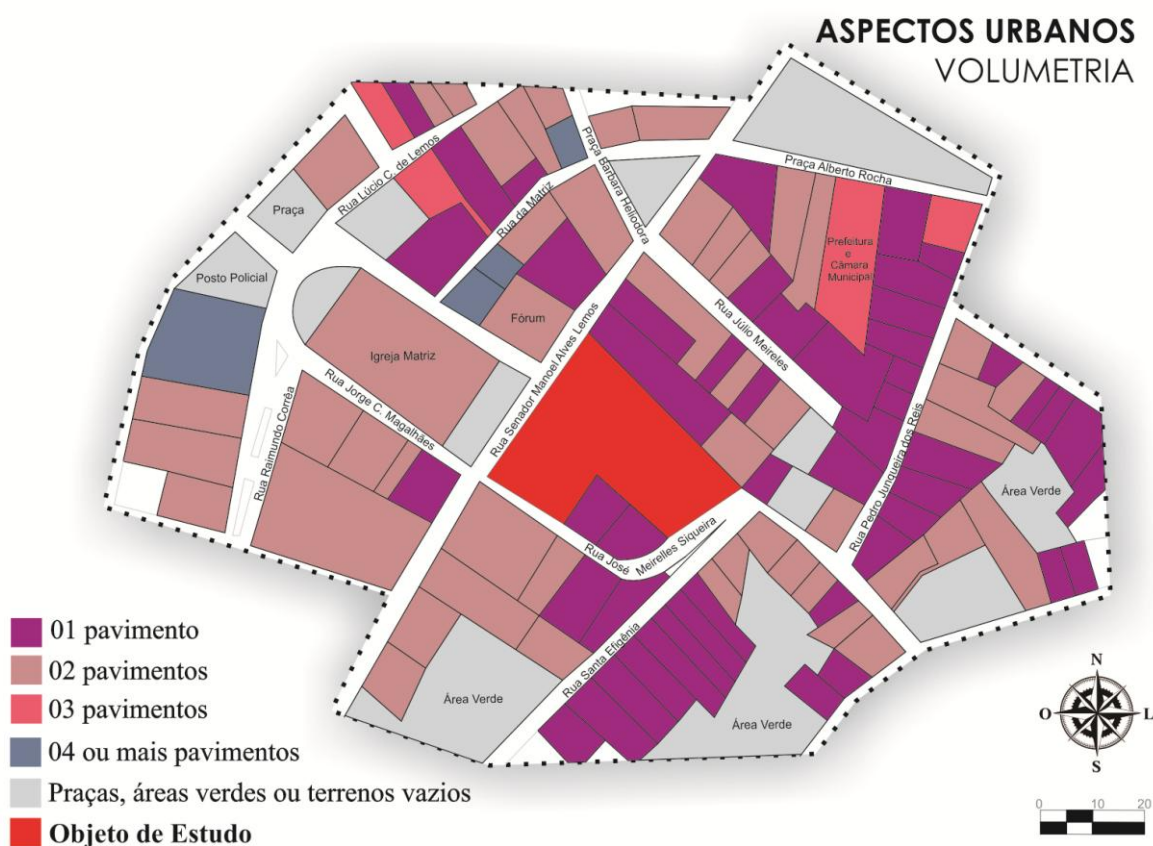 ASPECTOS URBANOS
VOLUMETRIA
Praça Barbara Heliodora
Rua Lúcio C. de Lemos
Praça Alberto Rocha
Praça
Rua da Matriz
Prefeitura
e
Câmara
Municipal
Posto Policial
Fórum
Rua Júlio Meireles
Igreja Matriz
Rua Senador Manoel Alves Lemos
Rua Jorge C. Magalhães
Rua Raimundo Corrêa
Rua Pedro Junqueira dos Reis
Área Verde
Rua José
Meirelles Siqueira
Rua Santa Efigênia
Área Verde
Área Verde
01 pavimento
02 pavimentos
03 pavimentos
04 ou mais pavimentos
Praças, áreas verdes ou terrenos vazios
Objeto de Estudo
N
O
L
S
0 10 20